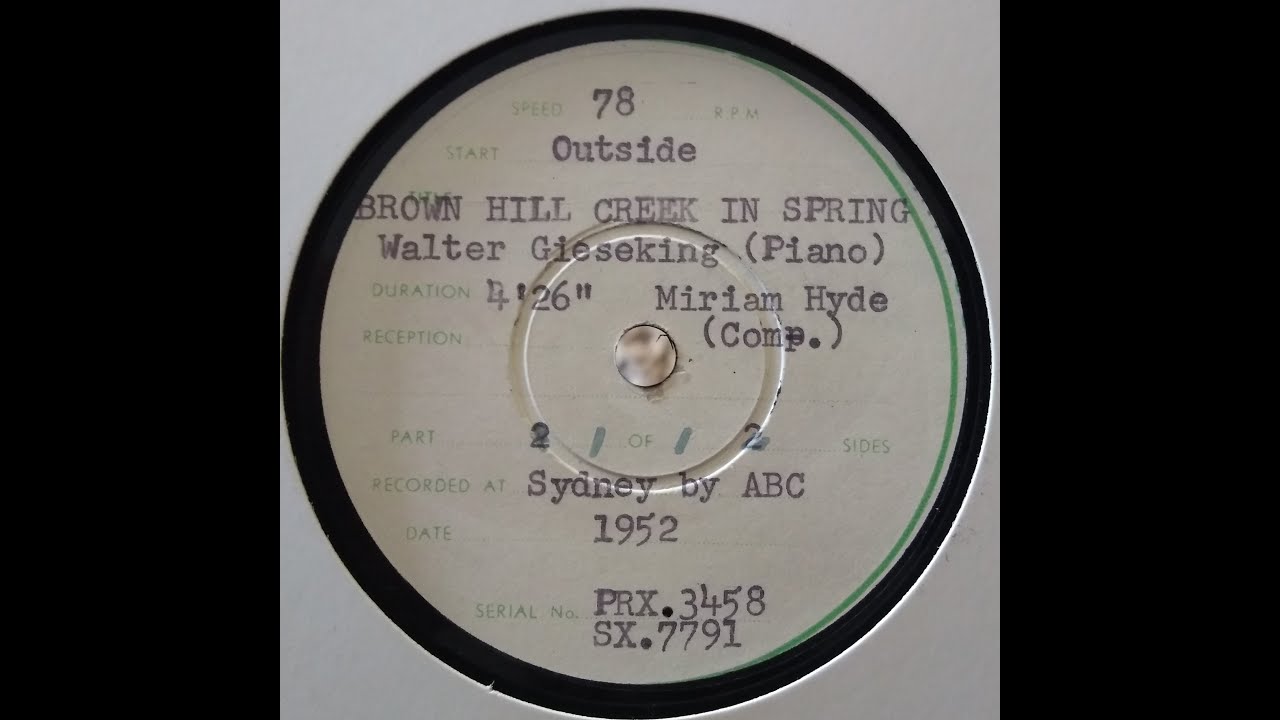 SPEED 78 R.P.M
START Outside
TITLE
BROWN HILL CREEK IN SPRING
Walter Gieseking (Piano)
DURATION 4'26" Miriam Hyde
RECEPTION (Comp.)
PART 2 / OF / 2 SIDES
RECORDED AT Sydney by ABC
DATE 1952
SERIAL No. PRX.3458
SX.7791